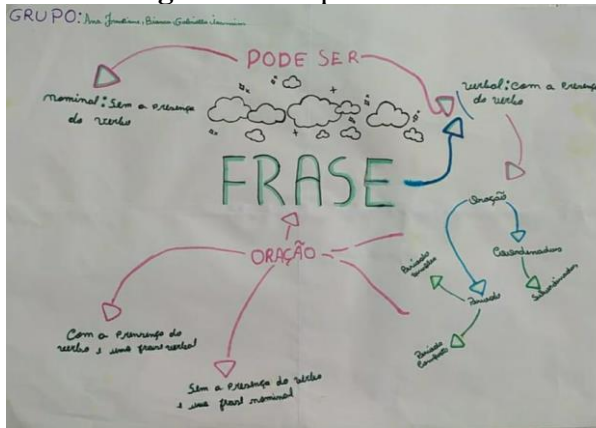 GRUPO: Ana Bianca Gabrielle
PODE SER
nominal: Sem a presença
do verbo
verbal: Com a presença
do verbo
FRASE
Oração
Coordenadas
Subordinadas
Período
Período
Simples
Período
Composto
ORAÇÃO
Com a presença do
verbo é uma frase verbal
Sem a presença do verbo
é uma frase nominal